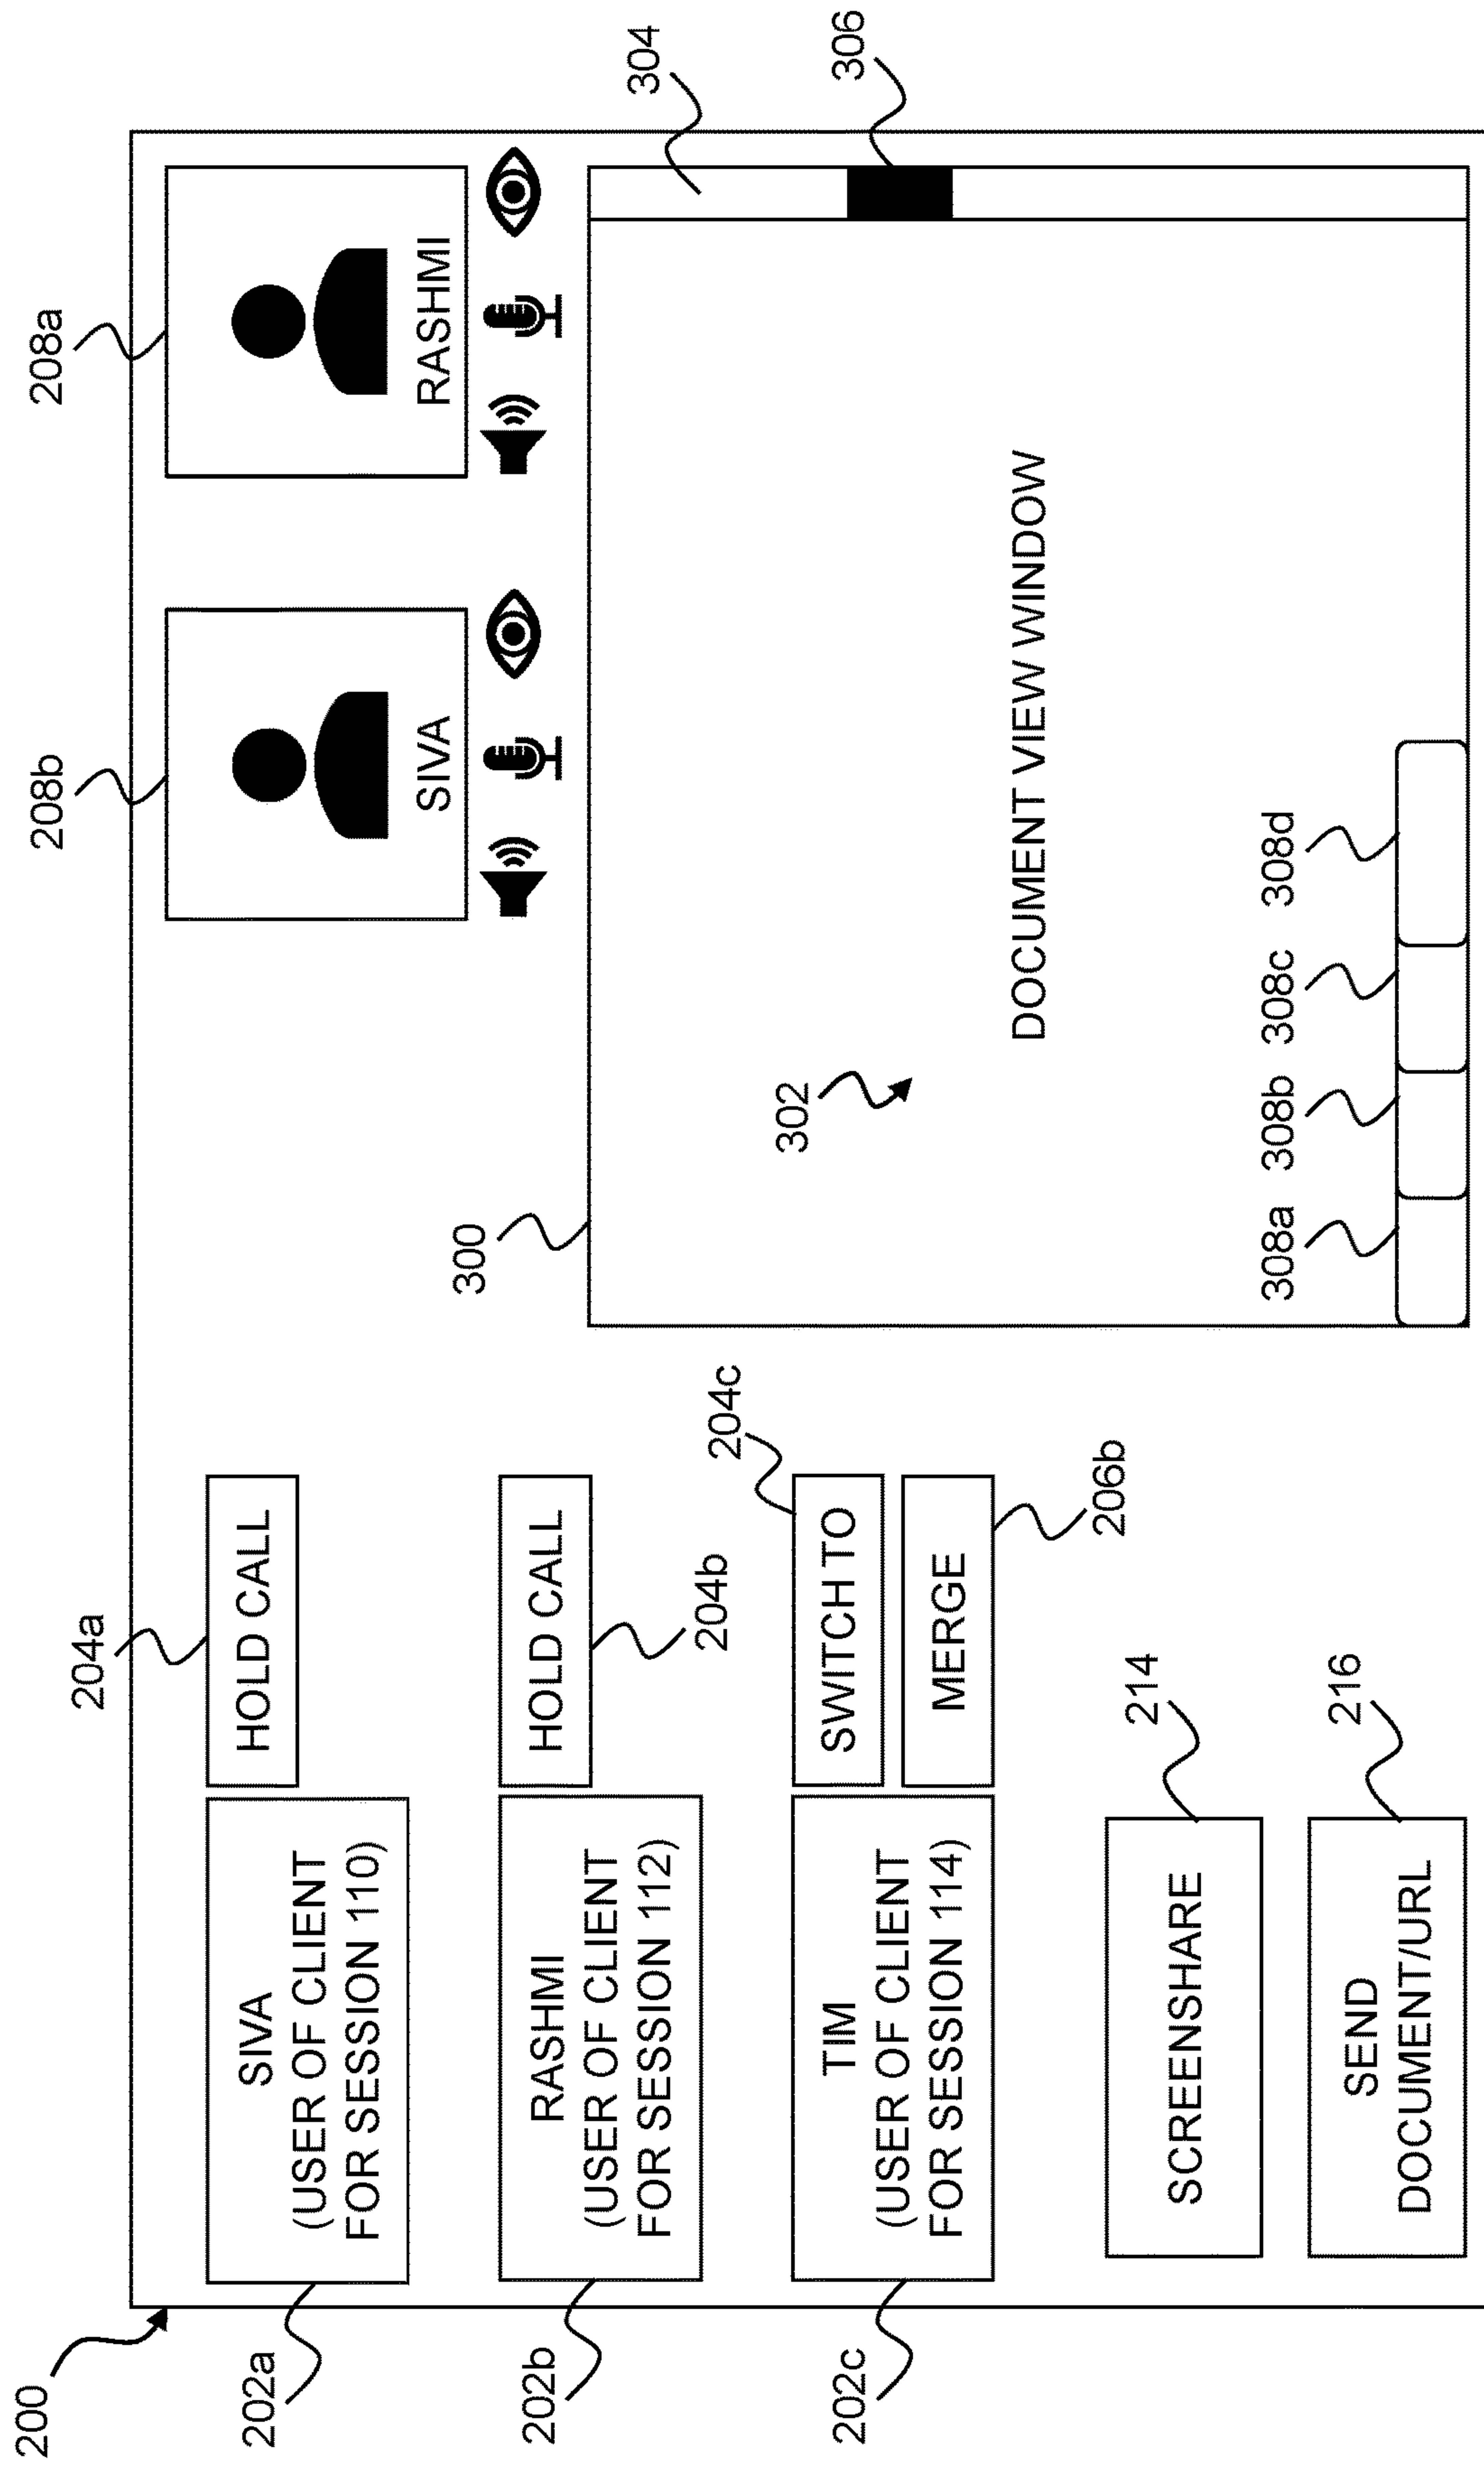 200
208b
208a
204a
SIVA
(USER OF CLIENT
FOR SESSION 110)
HOLD CALL
SIVA
RASHMI
202a
300
304
306
RASHMI
(USER OF CLIENT
FOR SESSION 112)
HOLD CALL
202b
204b
204c
302
DOCUMENT VIEW WINDOW
TIM
(USER OF CLIENT
FOR SESSION 114)
SWITCH TO
MERGE
202c
206b
214
SCREENSHARE
308a
308b
308c
308d
216
SEND
DOCUMENT/URL